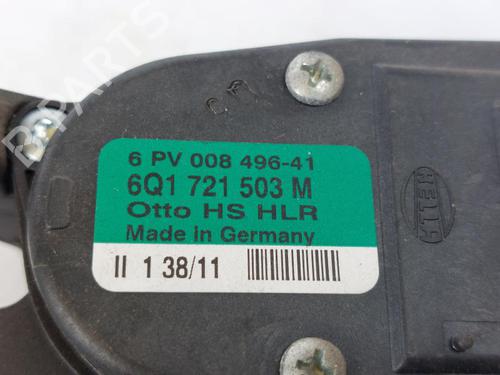 B-PARTS
6 PV 008 496-41
6Q1 721 503 M
Otto HS HLR
Made in Germany
II 1 38/11
HELLA